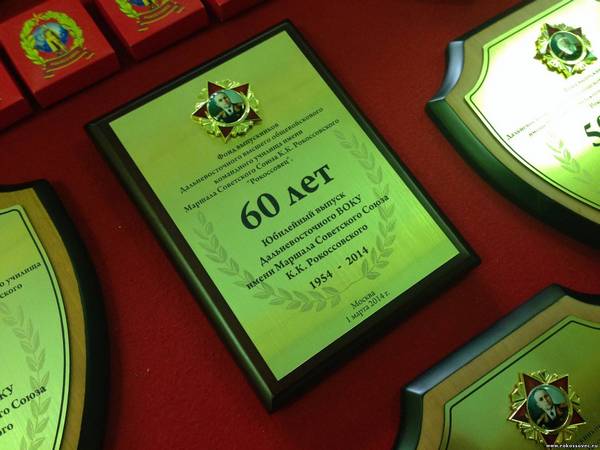 Фонд выпускников
Дальневосточного высшего общевойскового
командного училища имени
Маршала Советского Союза К.К. Рокоссовского
"Рокоссовец".
60 лет
Юбилейный выпуск
Дальневосточного ВОКУ
имени Маршала Советского Союза
К.К. Рокоссовского
1954 - 2014
Москва
1 марта 2014 г.
училища
ВОКУ
Союза
www.rokossovec.ru